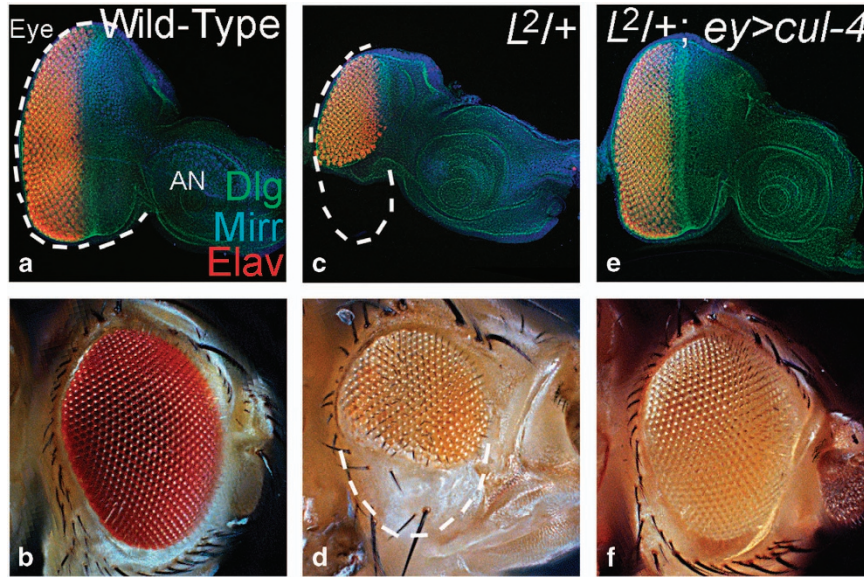 Eye Wild-Type
AN
Dlg
Mirr
Elav
a
L²/+
c
L²/+; ey>cul-4
e
b
d
f